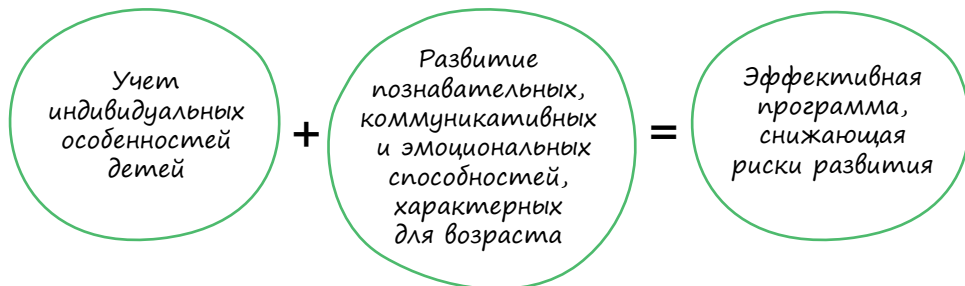 Учет
индивидуальных
особенностей
детей
+
Развитие
познавательных,
коммуникативных
и эмоциональных
способностей,
характерных
для возраста
=
Эффективная
программа,
снижающая
риски развития